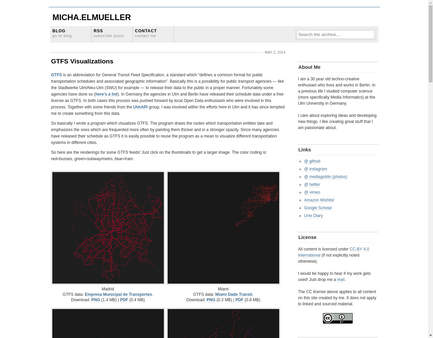 MICHA.ELMUELLER
BLOG
go to blog
RSS
subscribe posts
CONTACT
contact me
Search the archive...
MAY 2, 2014
GTFS Visualizations
GTFS is an abbreviation for General Transit Feed Specification, a standard which "defines a common format for public
transportation schedules and associated geographic information". Basically this is a possibility for public transport agencies — like
the Stadtwerke Ulm/Neu-Ulm (SWU) for example — to release their data to the public in a proper manner. Fortunately some
agencies have done so (here's a list). In Germany the agencies in Ulm and Berlin have released their schedule data under a free
license as GTFS. In both cases this process was pushed forward by local Open Data enthusiasts who were involved in this
process. Together with some friends from the UlmAPI group, I was involved within the efforts here in Ulm and it has since tempted
me to create something from this data.
So basically I wrote a program which visualizes GTFS. The program draws the routes which transportation entities take and
emphasizes the ones which are frequented more often by painting them thicker and in a stronger opacity. Since many agencies
have released their schedule as GTFS it is easily possible to reuse the program as a mean to visualize different transportation
systems in different cities.
So here are the renderings for some GTFS feeds! Just click on the thumbnails to get a larger image. The color coding is:
red=busses, green=subway/metro, blue=tram.
Madrid
GTFS data: Empresa Municipal de Transportes.
Download: PNG (1.4 MB) | PDF (0.4 MB)
Miami
GTFS data: Miami Dade Transit.
Download: PNG (0.3 MB) | PDF (0.8 MB)
About Me
I am a 30 year old techno-creative
enthusiast who lives and works in Berlin. In
a previous life I studied computer science
(more specifically Media Informatics) at the
Ulm University in Germany.
I care about exploring ideas and developing
new things. I like creating great stuff that I
am passionate about.
Links
@ github
@ instagram
@ mediagoblin (photos)
@ twitter
@ vimeo
Amazon Wishlist
Google Scholar
Univ Diary
License
All content is licensed under CC-BY 4.0
International (if not explicitly notes
otherwise).
I would be happy to hear if my work gets
used! Just drop me a mail.
The CC license above applies to all content
on this site created by me. It does not apply
to linked and sourced material.